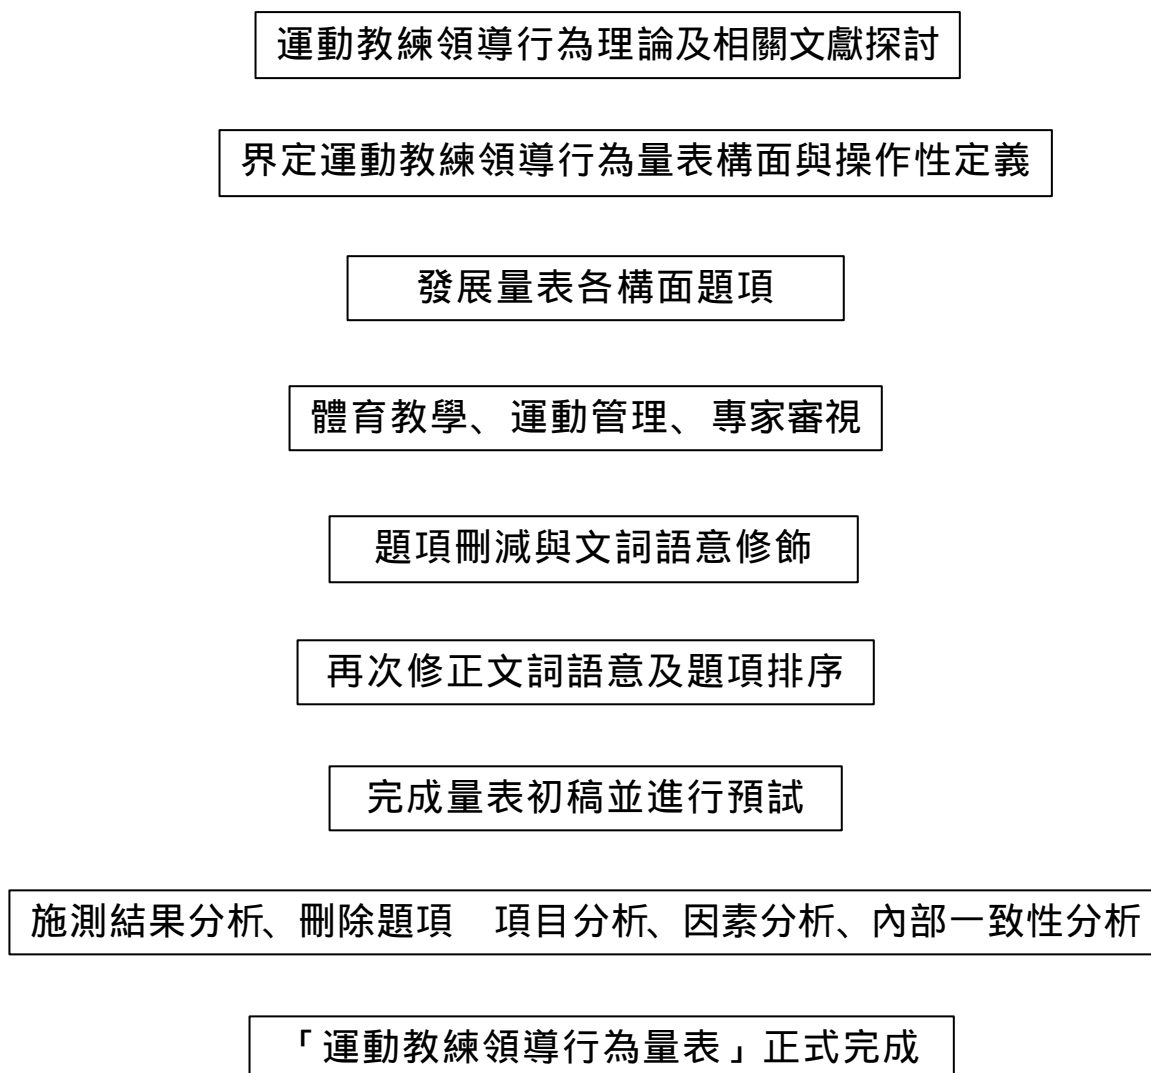 運動教練領導行為理論及相關文獻探討
界定運動教練領導行為量表構面與操作性定義
發展量表各構面題項
體育教學、運動管理、專家審視
題項刪減與文詞語意修飾
再次修正文詞語意及題項排序
完成量表初稿並進行預試
施測結果分析、刪除題項　項目分析、因素分析、內部一致性分析
「運動教練領導行為量表」正式完成